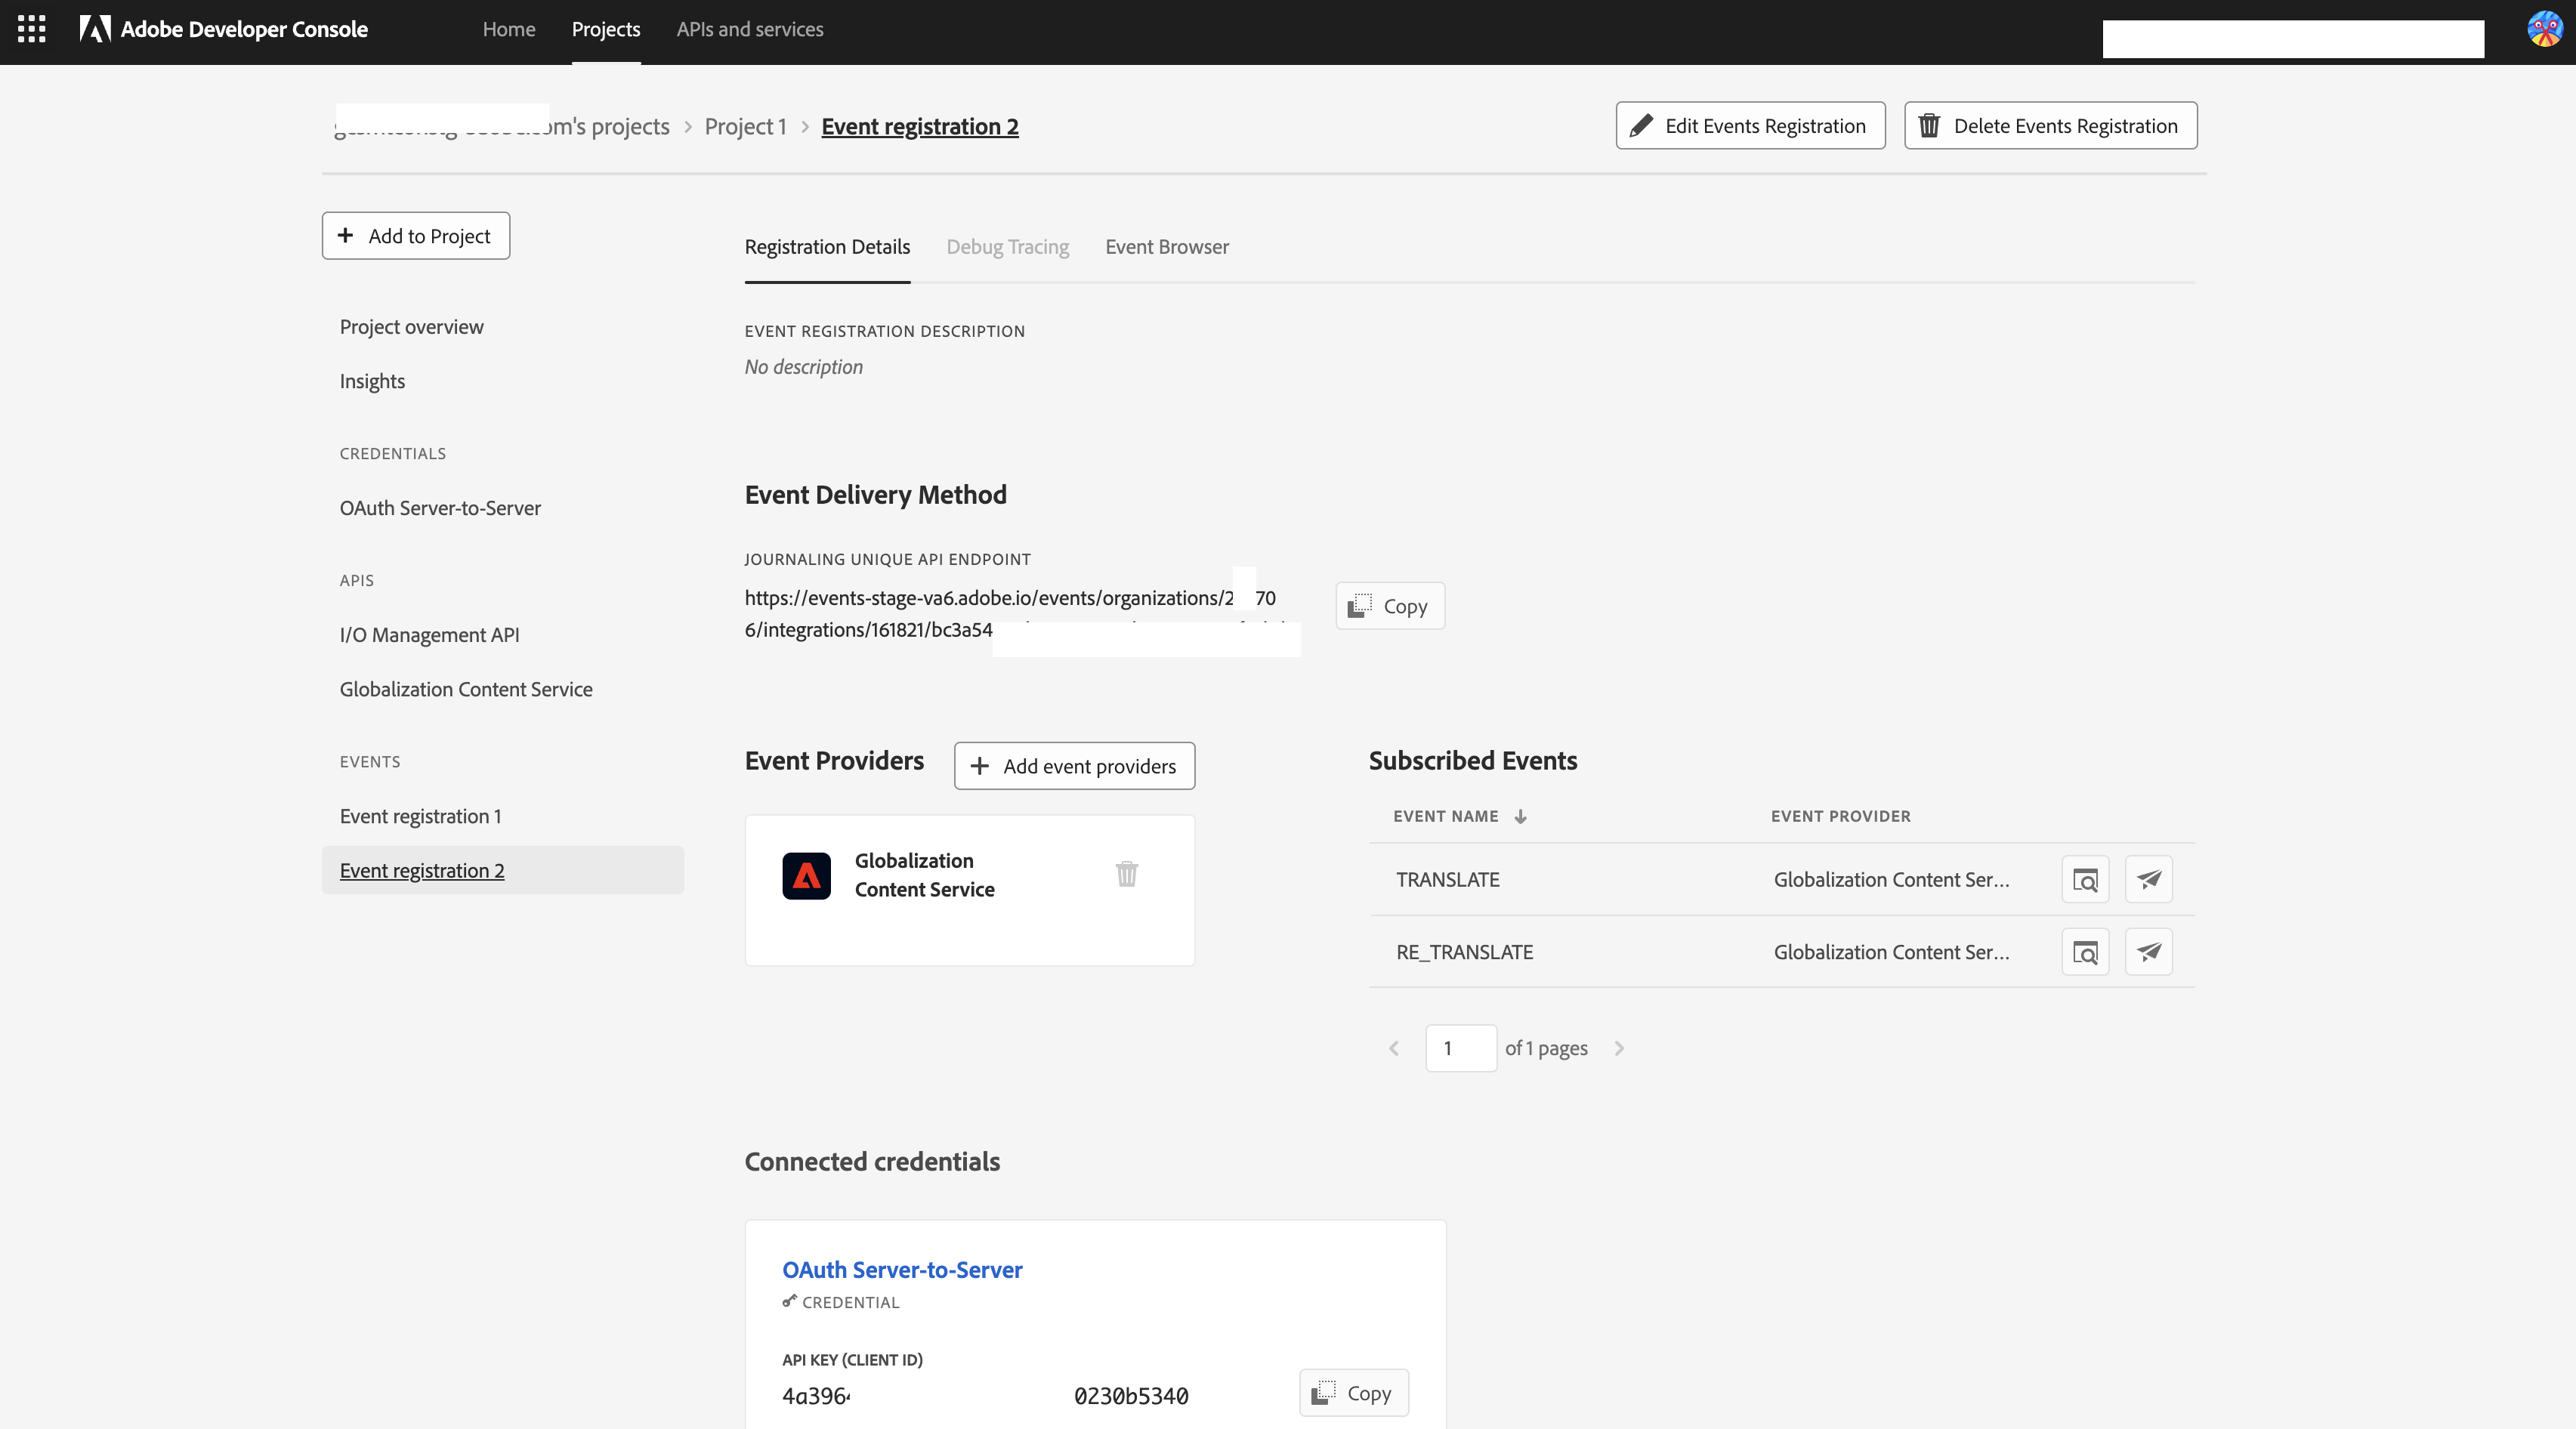 Adobe Developer Console
Home
Projects
APIs and services
's projects
Project 1
Event registration 2
Edit Events Registration
Delete Events Registration
Add to Project
Project overview
Insights
CREDENTIALS
OAuth Server-to-Server
APIS
I/O Management API
Globalization Content Service
EVENTS
Event registration 1
Event registration 2
Registration Details
Debug Tracing
Event Browser
EVENT REGISTRATION DESCRIPTION
No description
Event Delivery Method
JOURNALING UNIQUE API ENDPOINT
https://events-stage-va6.adobe.io/events/organizations/2 70
6/integrations/161821/bc3a54
Copy
Event Providers
Add event providers
Globalization
Content Service
Subscribed Events
EVENT NAME
EVENT PROVIDER
TRANSLATE
Globalization Content Ser...
RE_TRANSLATE
Globalization Content Ser...
1
of 1 pages
Connected credentials
OAuth Server-to-Server
CREDENTIAL
API KEY (CLIENT ID)
4a396 0230b5340
Copy